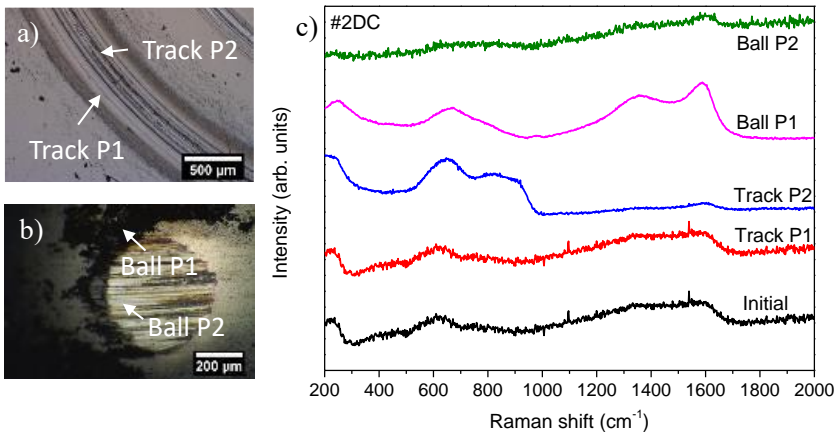 a)
Track P2
Track P1
500 µm
b)
Ball P1
Ball P2
200 µm
c)
#2DC
Ball P2
Ball P1
Track P2
Track P1
Initial
Intensity (arb. units)
200 400 600 800 1000 1200 1400 1600 1800 2000
Raman shift (cm⁻¹)